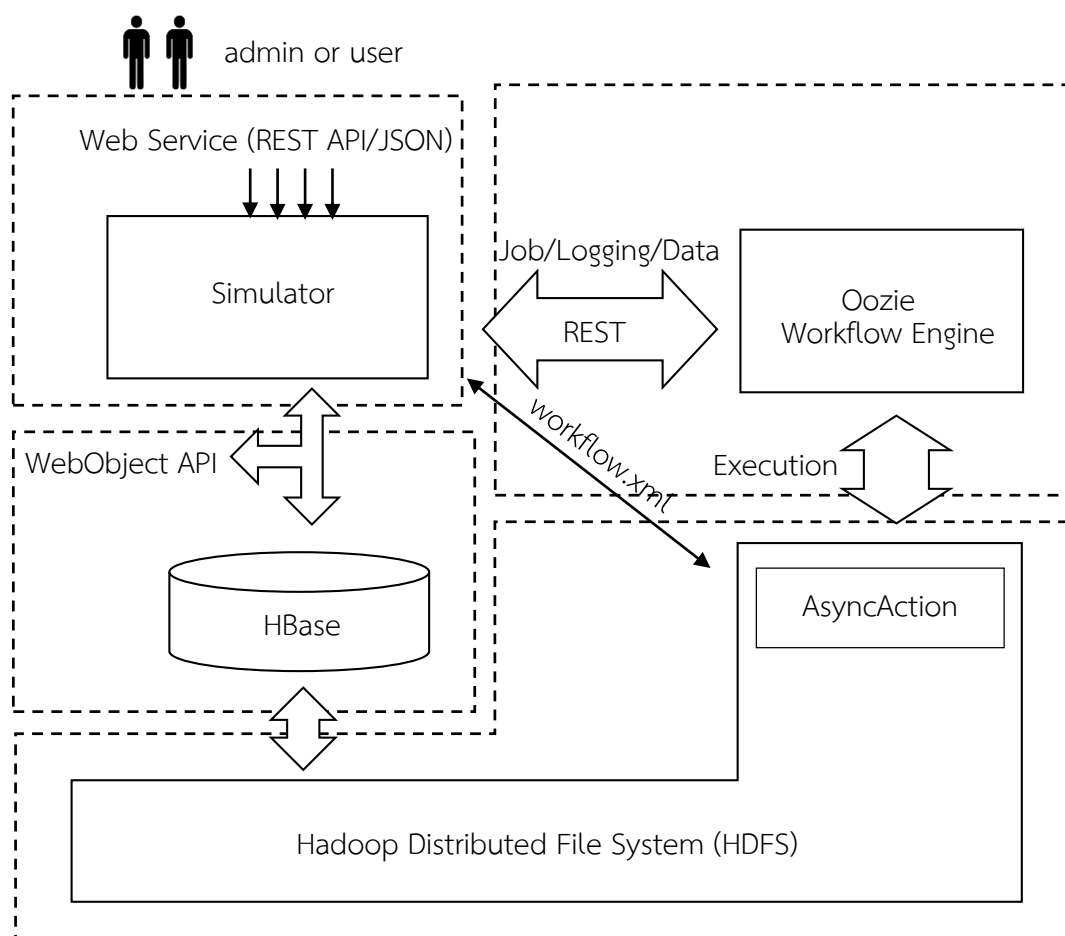 admin or user
Web Service (REST API/JSON)
Simulator
Job/Logging/Data
REST
Oozie
Workflow Engine
workflow.xml
WebObject API
Execution
HBase
AsyncAction
Hadoop Distributed File System (HDFS)